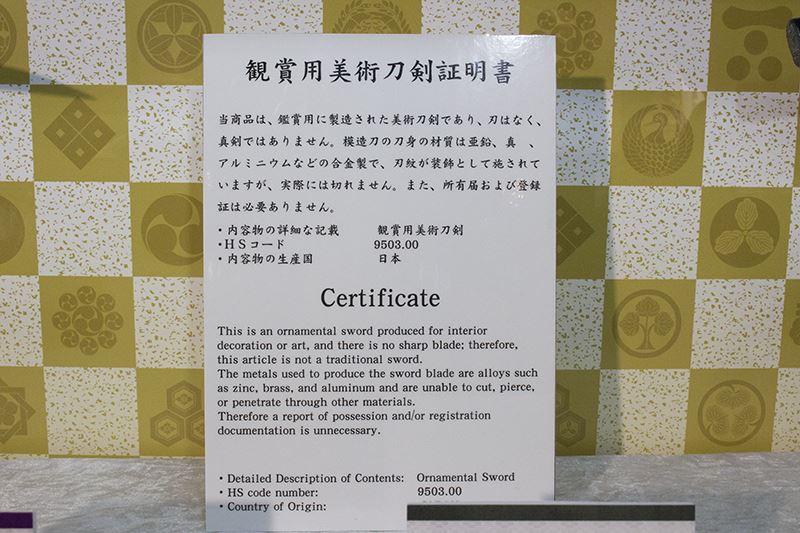 観賞用美術刀剣証明書
当商品は、鑑賞用に製造された美術刀剣であり、刃はなく、
真剣ではありません。模造刀の刀身の材質は亜鉛、真　、
アルミニウムなどの合金製で、刃紋が装飾として施されて
いますが、実際には切れません。また、所有届および登録
証は必要ありません。
・内容物の詳細な記載　観賞用美術刀剣
・HSコード　9503.00
・内容物の生産国　日本
Certificate
This is an ornamental sword produced for interior
decoration or art, and there is no sharp blade; therefore,
this article is not a traditional sword.
The metals used to produce the sword blade are alloys such
as zinc, brass, and aluminum and are unable to cut, pierce,
or penetrate through other materials.
Therefore a report of possession and/or registration
documentation is unnecessary.
・Detailed Description of Contents: Ornamental Sword
・HS code number: 9503.00
・Country of Origin: